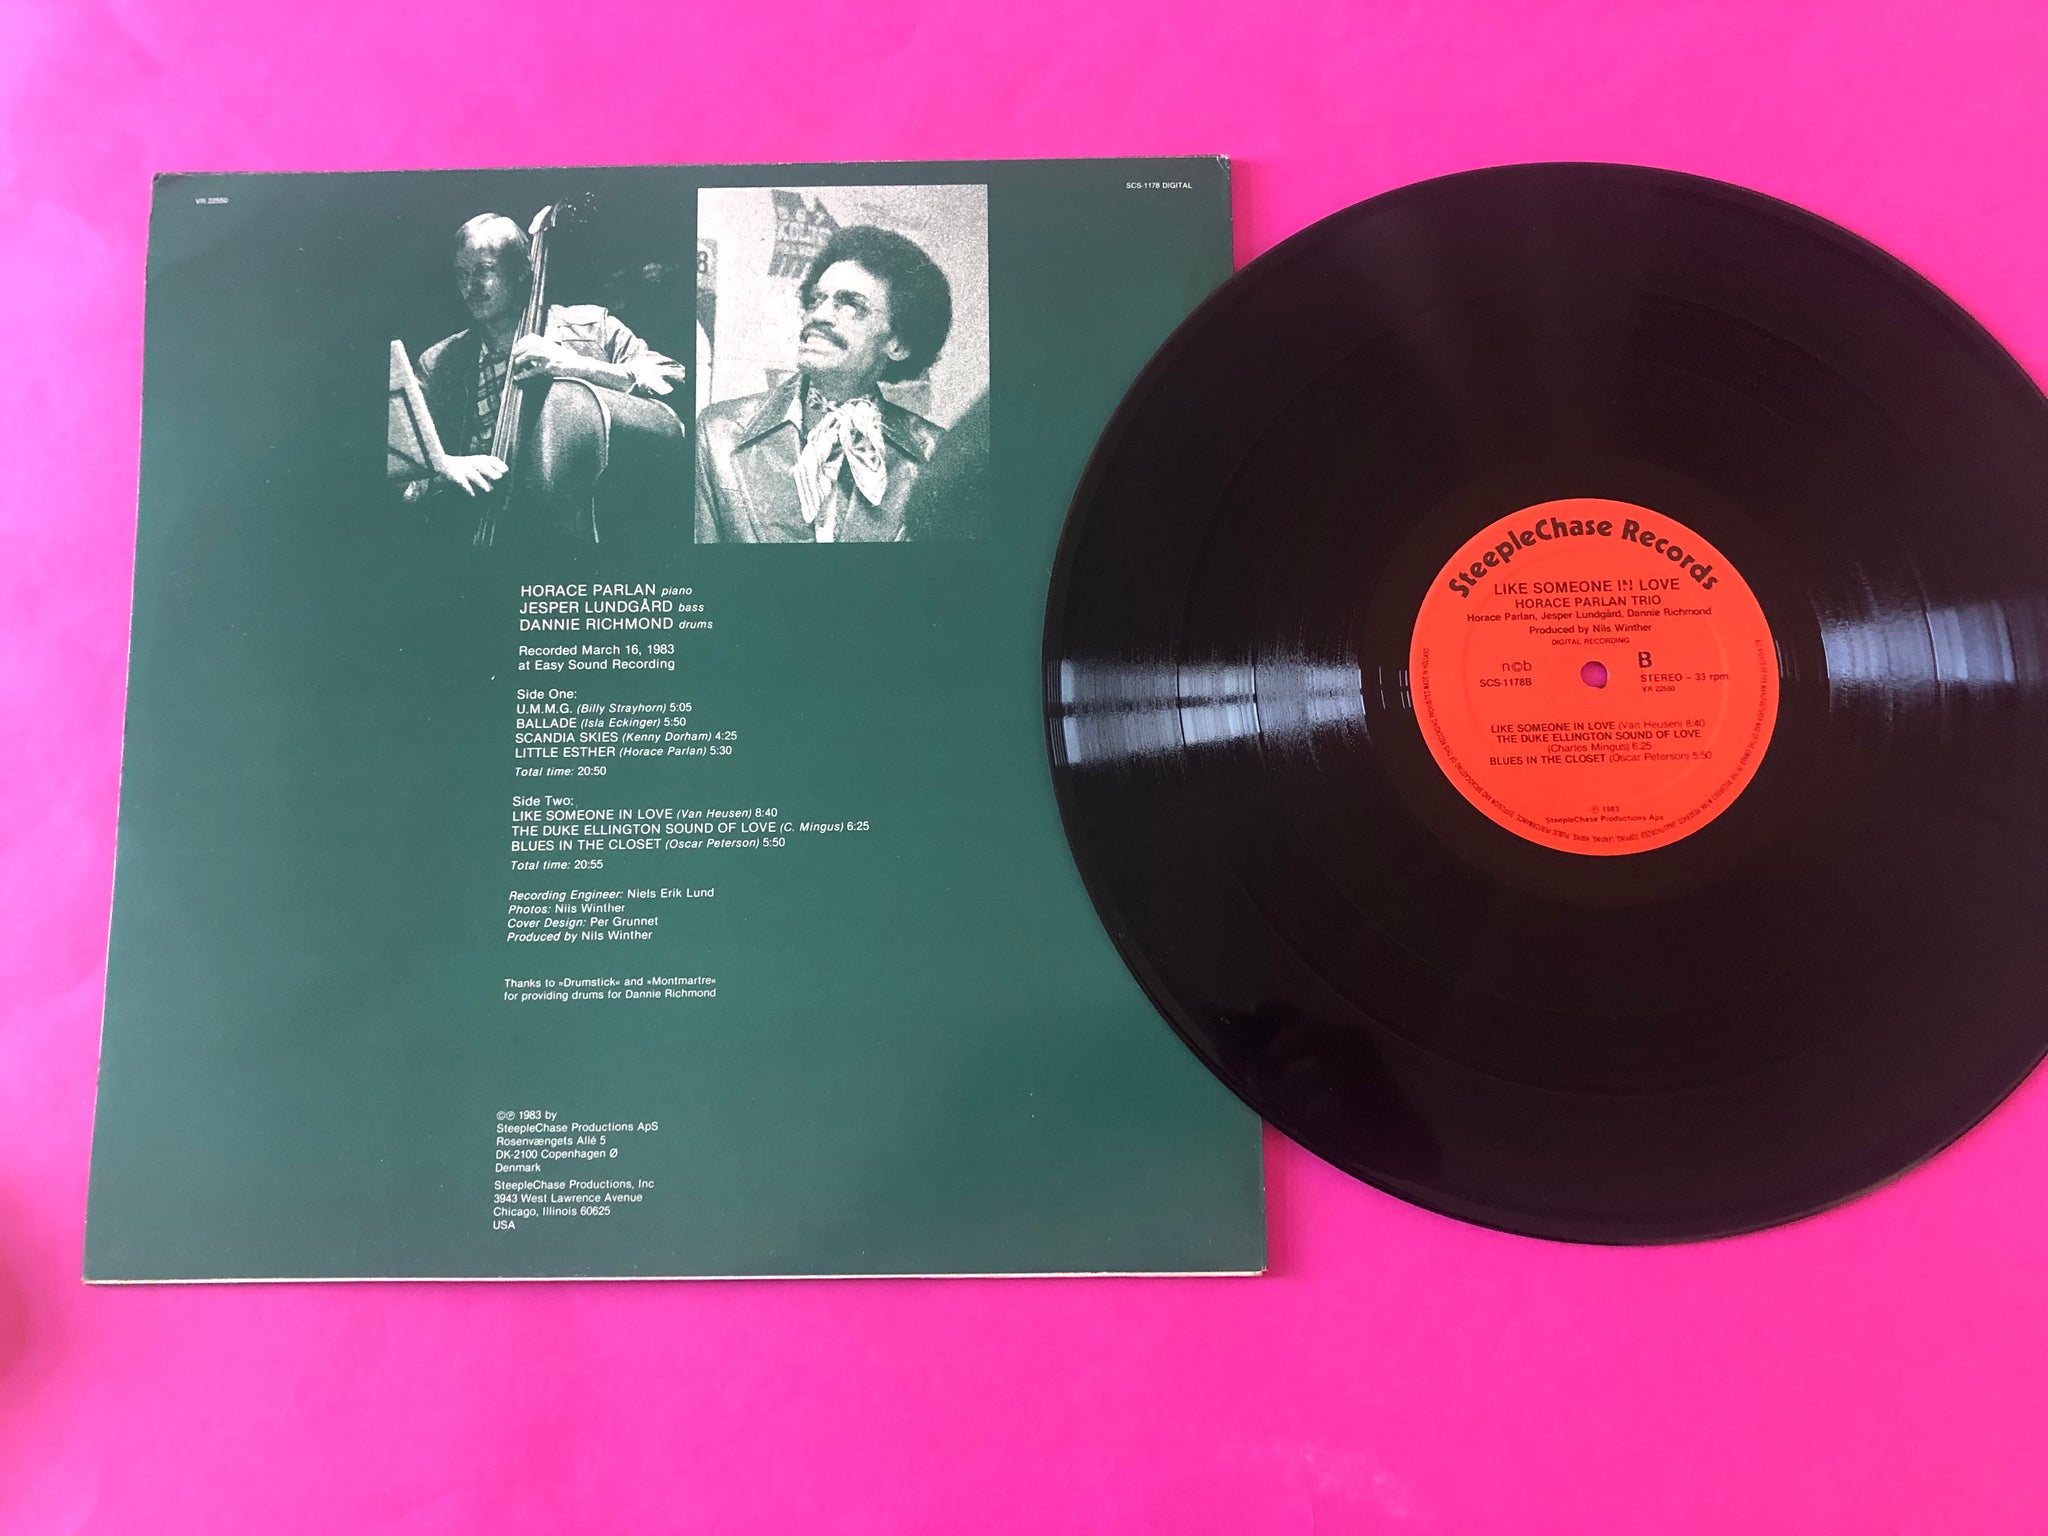 VR 22550
SCS-1178 DIGITAL
HORACE PARLAN piano
JESPER LUNDGÅRD bass
DANNIE RICHMOND drums
Recorded March 16, 1983
at Easy Sound Recording
Side One:
U.M.M.G. (Billy Strayhorn) 5:05
BALLADE (Isla Eckinger) 5:50
SCANDIA SKIES (Kenny Dorham) 4:25
LITTLE ESTHER (Horace Parlan) 5:30
Total time: 20:50
Side Two:
LIKE SOMEONE IN LOVE (Van Heusen) 8:40
THE DUKE ELLINGTON SOUND OF LOVE (C. Mingus) 6:25
BLUES IN THE CLOSET (Oscar Peterson) 5:50
Total time: 20:55
Recording Engineer: Niels Erik Lund
Photos: Nils Winther
Cover Design: Per Grunnet
Produced by Nils Winther
Thanks to »Drumstick« and »Montmartre«
for providing drums for Dannie Richmond
©℗ 1983 by
SteepleChase Productions ApS
Rosenvængets Allé 5
DK-2100 Copenhagen Ø
Denmark
SteepleChase Productions, Inc
3943 West Lawrence Avenue
Chicago, Illinois 60625
USA
SteepleChase Records
LIKE SOMEONE IN LOVE
HORACE PARLAN TRIO
Horace Parlan, Jesper Lundgård, Dannie Richmond
Produced by Nils Winther
DIGITAL RECORDING
n©b
SCS-1178B
B
STEREO – 33 rpm
VR 22550
LIKE SOMEONE IN LOVE (Van Heusen) 8:40
THE DUKE ELLINGTON SOUND OF LOVE
(Charles Mingus) 6:25
BLUES IN THE CLOSET (Oscar Peterson) 5:50
℗ 1983
SteepleChase Productions Aps